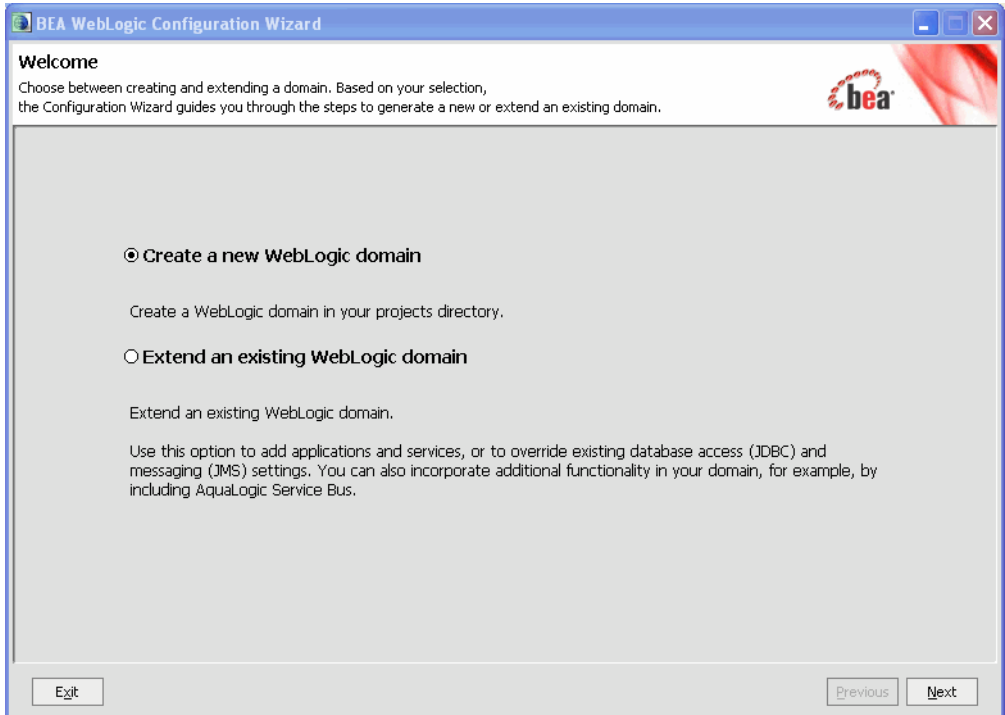 BEA WebLogic Configuration Wizard
Welcome
Choose between creating and extending a domain. Based on your selection,
the Configuration Wizard guides you through the steps to generate a new or extend an existing domain.
bea
Create a new WebLogic domain
Create a WebLogic domain in your projects directory.
Extend an existing WebLogic domain
Extend an existing WebLogic domain.
Use this option to add applications and services, or to override existing database access (JDBC) and
messaging (JMS) settings. You can also incorporate additional functionality in your domain, for example, by
including AquaLogic Service Bus.
Exit
Previous
Next